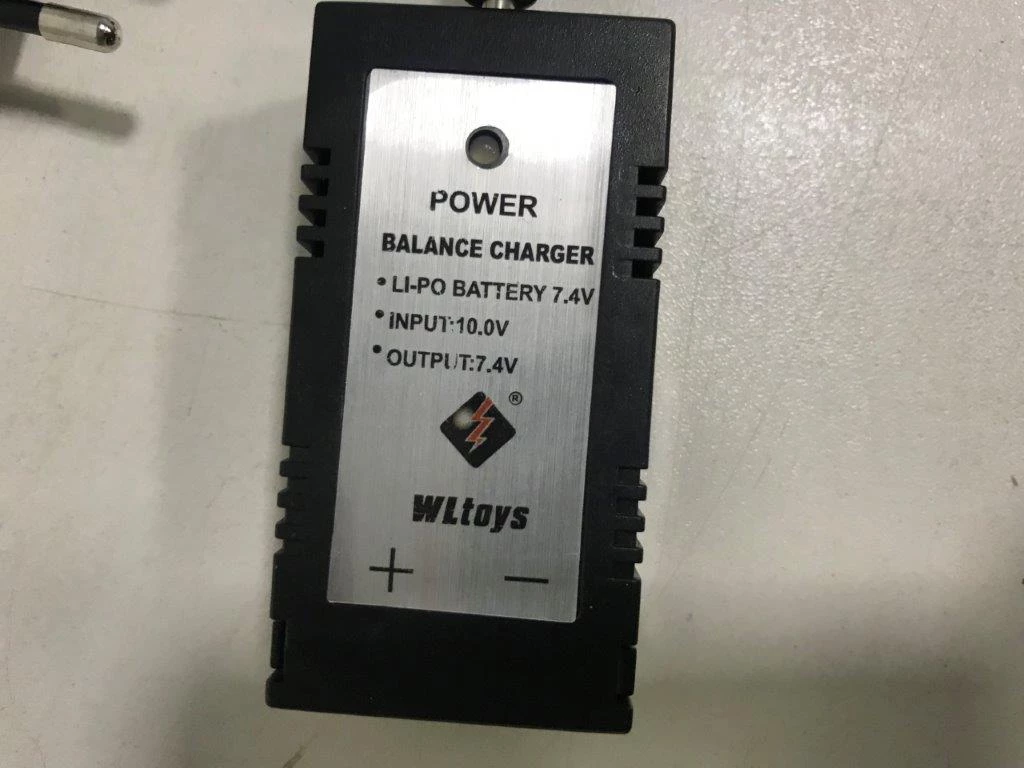 POWER
BALANCE CHARGER
• LI-PO BATTERY 7.4V
• INPUT:10.0V
• OUTPUT:7.4V
®
WLtoys
+ −